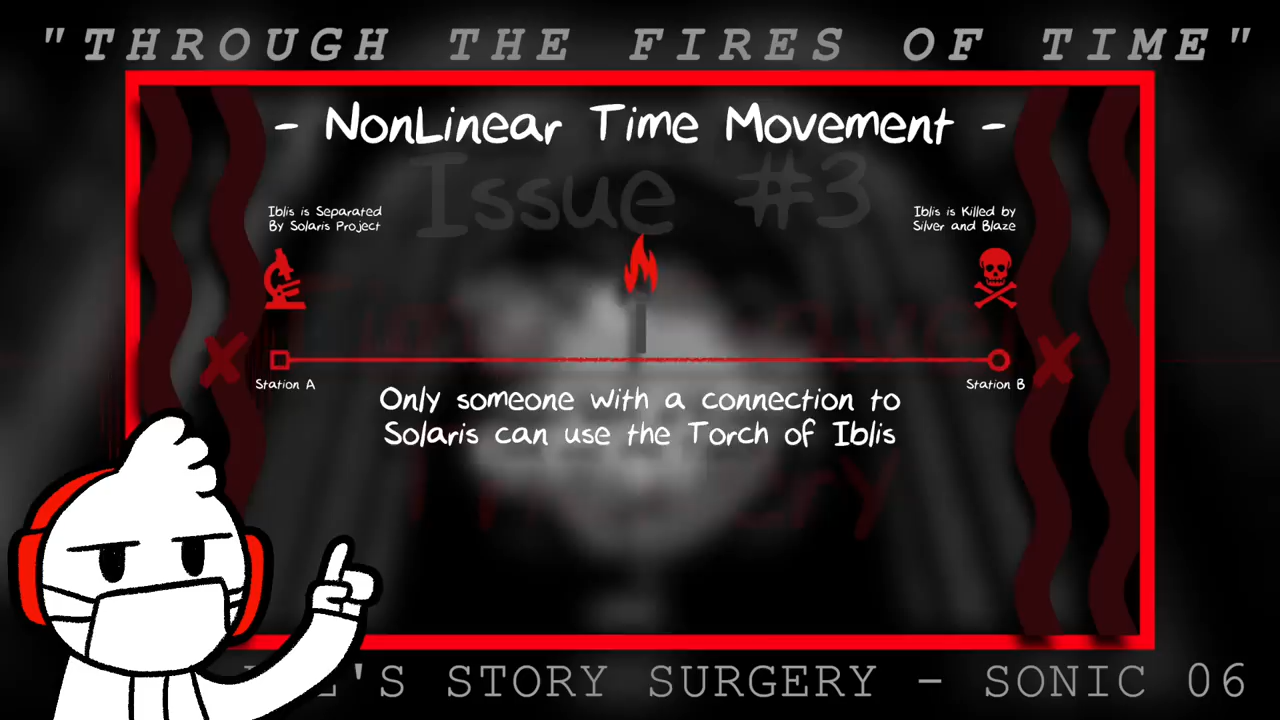 "THROUGH THE FIRES OF TIME"
- NonLinear Time Movement -
Issue #3
Iblis is Separated
By Solaris Project
Iblis is Killed by
Silver and Blaze
Station A
Station B
Only someone with a connection to
Solaris can use the Torch of Iblis
STORY SURGERY - SONIC 06